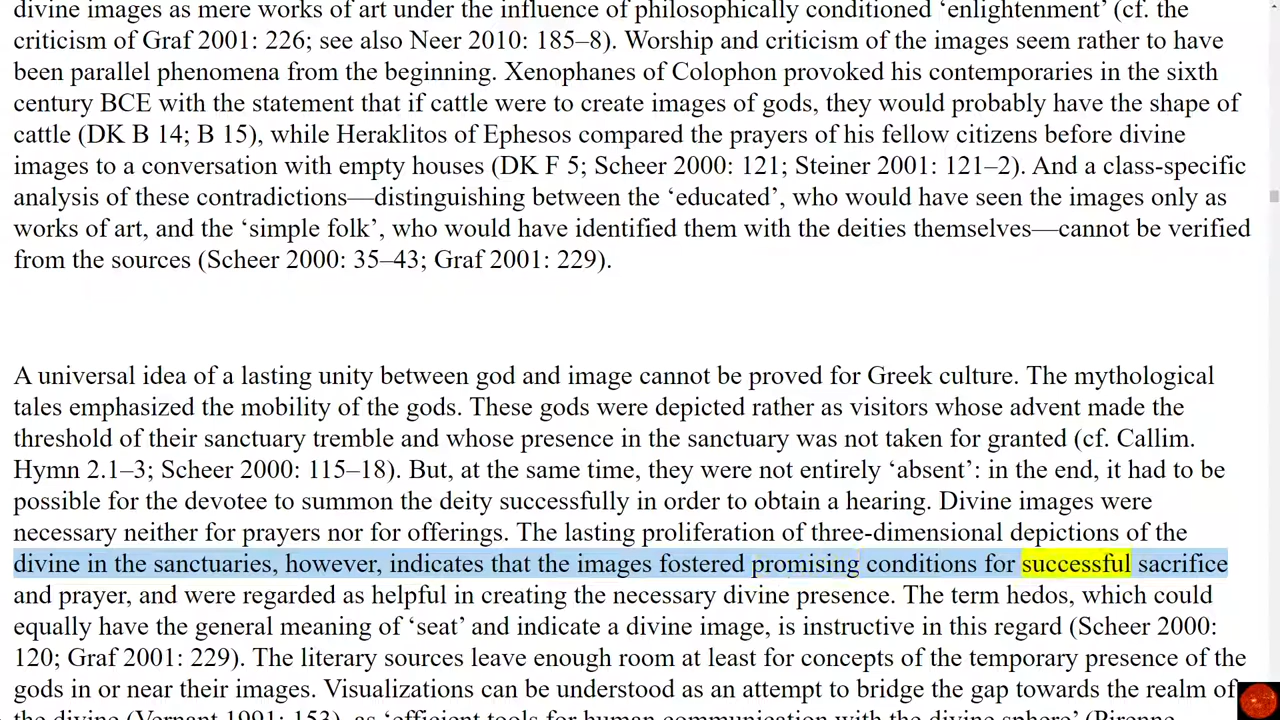 divine images as mere works of art under the influence of philosophically conditioned ‘enlightenment’ (cf. the
criticism of Graf 2001: 226; see also Neer 2010: 185–8). Worship and criticism of the images seem rather to have
been parallel phenomena from the beginning. Xenophanes of Colophon provoked his contemporaries in the sixth
century BCE with the statement that if cattle were to create images of gods, they would probably have the shape of
cattle (DK B 14; B 15), while Heraklitos of Ephesos compared the prayers of his fellow citizens before divine
images to a conversation with empty houses (DK F 5; Scheer 2000: 121; Steiner 2001: 121–2). And a class-specific
analysis of these contradictions—distinguishing between the ‘educated’, who would have seen the images only as
works of art, and the ‘simple folk’, who would have identified them with the deities themselves—cannot be verified
from the sources (Scheer 2000: 35–43; Graf 2001: 229).
A universal idea of a lasting unity between god and image cannot be proved for Greek culture. The mythological
tales emphasized the mobility of the gods. These gods were depicted rather as visitors whose advent made the
threshold of their sanctuary tremble and whose presence in the sanctuary was not taken for granted (cf. Callim.
Hymn 2.1–3; Scheer 2000: 115–18). But, at the same time, they were not entirely ‘absent’: in the end, it had to be
possible for the devotee to summon the deity successfully in order to obtain a hearing. Divine images were
necessary neither for prayers nor for offerings. The lasting proliferation of three-dimensional depictions of the
divine in the sanctuaries, however, indicates that the images fostered promising conditions for successful sacrifice
and prayer, and were regarded as helpful in creating the necessary divine presence. The term hedos, which could
equally have the general meaning of ‘seat’ and indicate a divine image, is instructive in this regard (Scheer 2000:
120; Graf 2001: 229). The literary sources leave enough room at least for concepts of the temporary presence of the
gods in or near their images. Visualizations can be understood as an attempt to bridge the gap towards the realm of
the divine (Vernant 1991: 153), as ‘efficient tools for human communication with the divine sphere’ (Pirenne